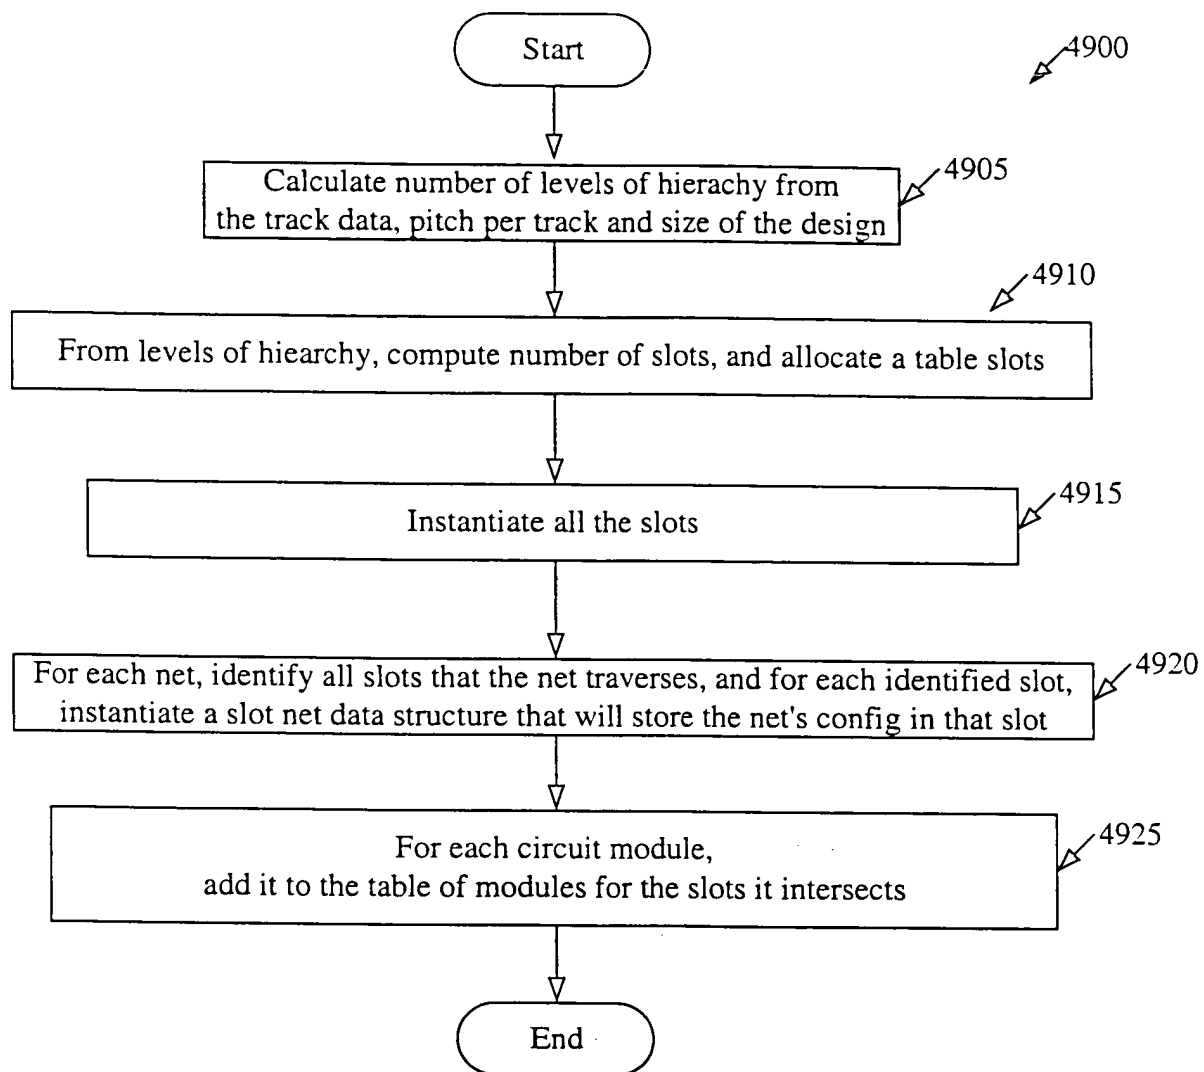 Start
4900
4905
Calculate number of levels of hierachy from
the track data, pitch per track and size of the design
4910
From levels of hiearchy, compute number of slots, and allocate a table slots
4915
Instantiate all the slots
4920
For each net, identify all slots that the net traverses, and for each identified slot,
instantiate a slot net data structure that will store the net's config in that slot
4925
For each circuit module,
add it to the table of modules for the slots it intersects
End